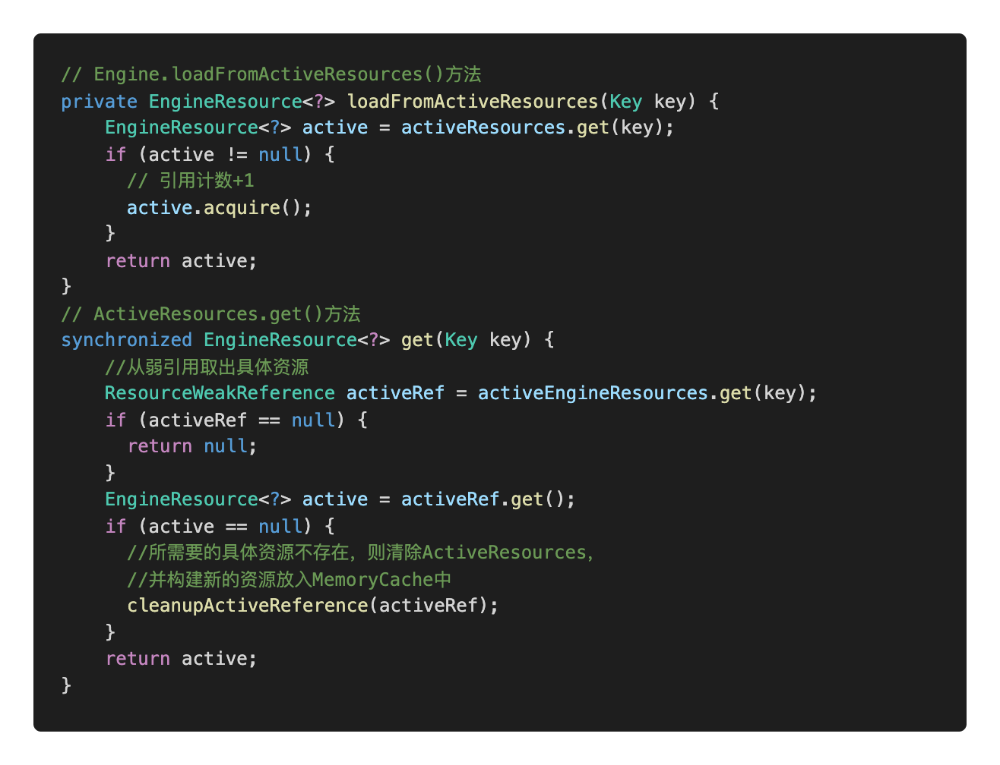 // Engine.loadFromActiveResources()方法
private EngineResource<?> loadFromActiveResources(Key key) {
    EngineResource<?> active = activeResources.get(key);
    if (active != null) {
      // 引用计数+1
      active.acquire();
    }
    return active;
}
// ActiveResources.get()方法
synchronized EngineResource<?> get(Key key) {
    //从弱引用取出具体资源
    ResourceWeakReference activeRef = activeEngineResources.get(key);
    if (activeRef == null) {
      return null;
    }
    EngineResource<?> active = activeRef.get();
    if (active == null) {
      //所需要的具体资源不存在，则清除ActiveResources，
      //并构建新的资源放入MemoryCache中
      cleanupActiveReference(activeRef);
    }
    return active;
}